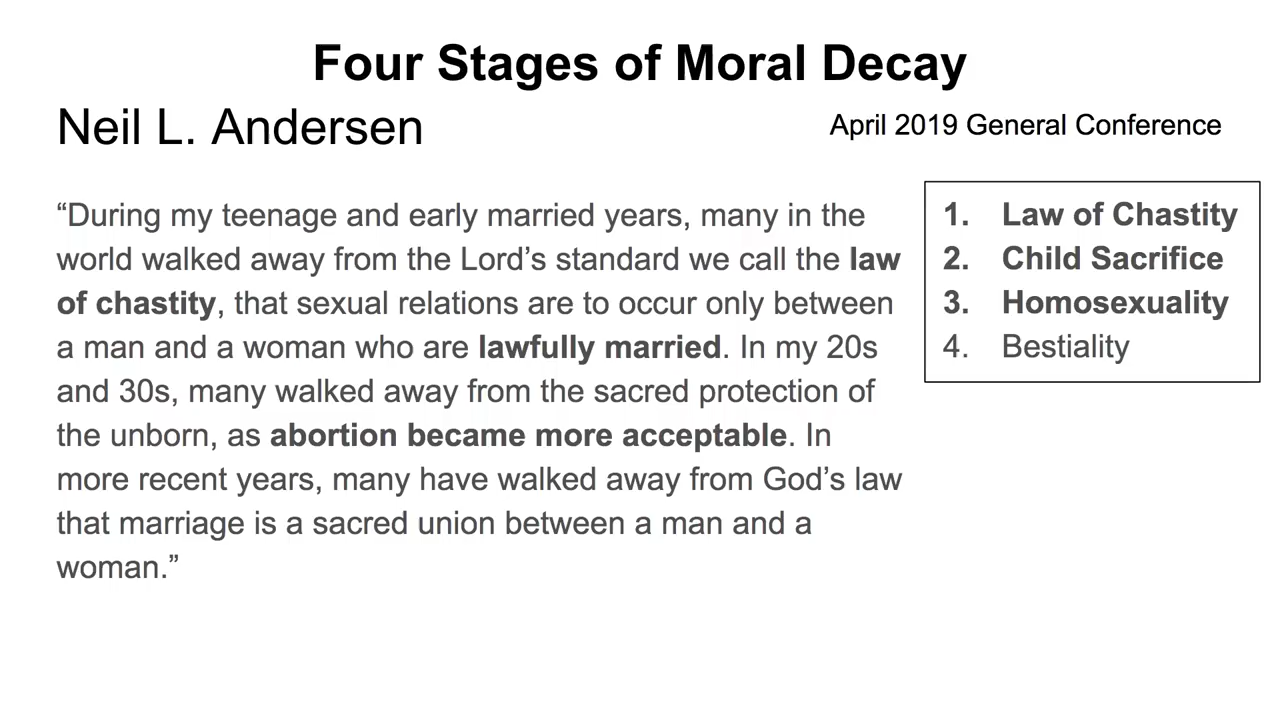 Four Stages of Moral Decay
Neil L. Andersen
April 2019 General Conference
“During my teenage and early married years, many in the
world walked away from the Lord’s standard we call the law
of chastity, that sexual relations are to occur only between
a man and a woman who are lawfully married. In my 20s
and 30s, many walked away from the sacred protection of
the unborn, as abortion became more acceptable. In
more recent years, many have walked away from God’s law
that marriage is a sacred union between a man and a
woman.”
1. Law of Chastity
2. Child Sacrifice
3. Homosexuality
4. Bestiality